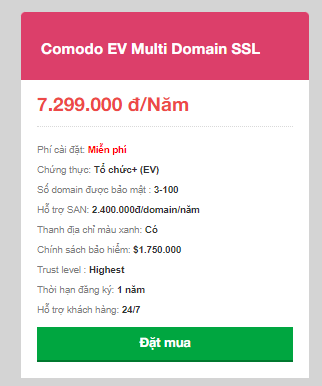 Comodo EV Multi Domain SSL
7.299.000 đ/Năm
Phí cài đặt: Miễn phí
Chứng thực: Tổ chức+ (EV)
Số domain được bảo mật : 3-100
Hỗ trợ SAN: 2.400.000đ/domain/năm
Thanh địa chỉ màu xanh: Có
Chính sách bảo hiểm: $1.750.000
Trust level : Highest
Thời hạn đăng ký: 1 năm
Hỗ trợ khách hàng: 24/7
Đặt mua